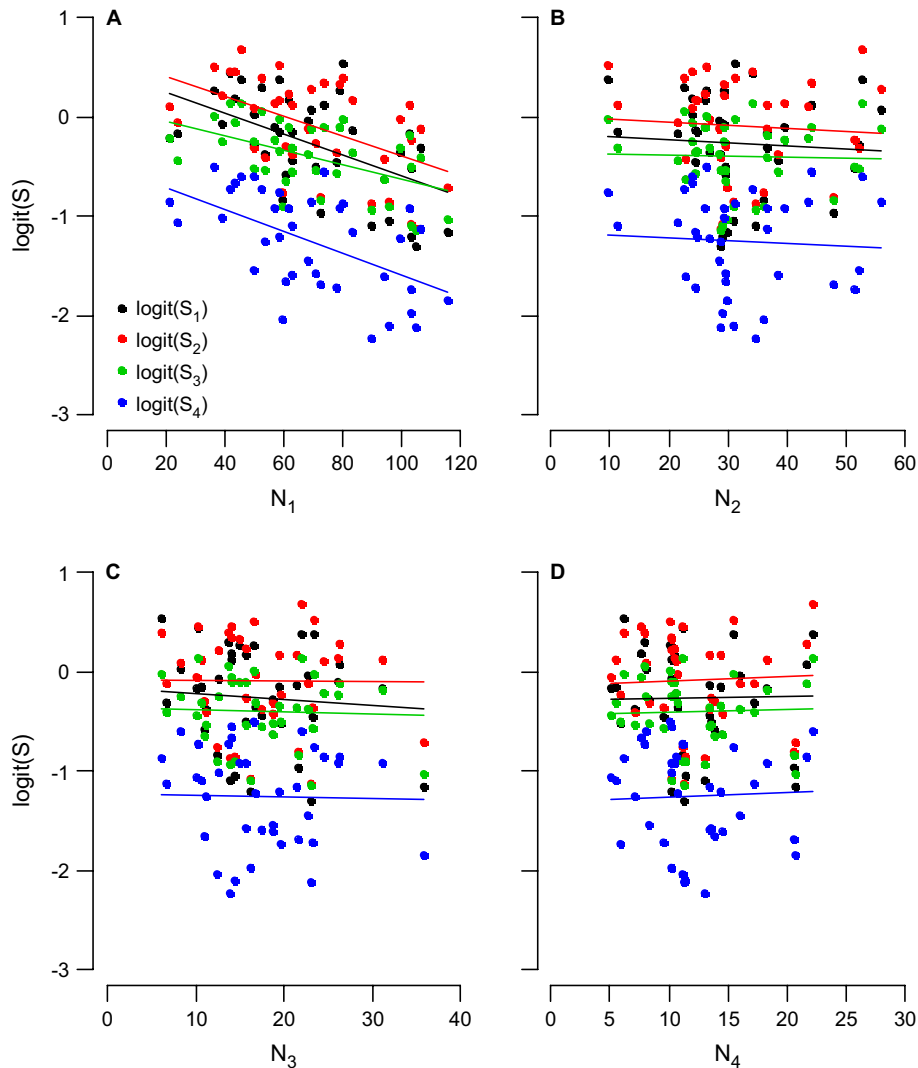 A
B
1
0
-1
-2
-3
logit(S)
logit(S₁)
logit(S₂)
logit(S₃)
logit(S₄)
0 20 40 60 80 100 120
0 10 20 30 40 50 60
N₁
N₂
C
D
1
0
-1
-2
-3
logit(S)
0 10 20 30 40
0 5 10 15 20 25 30
N₃
N₄